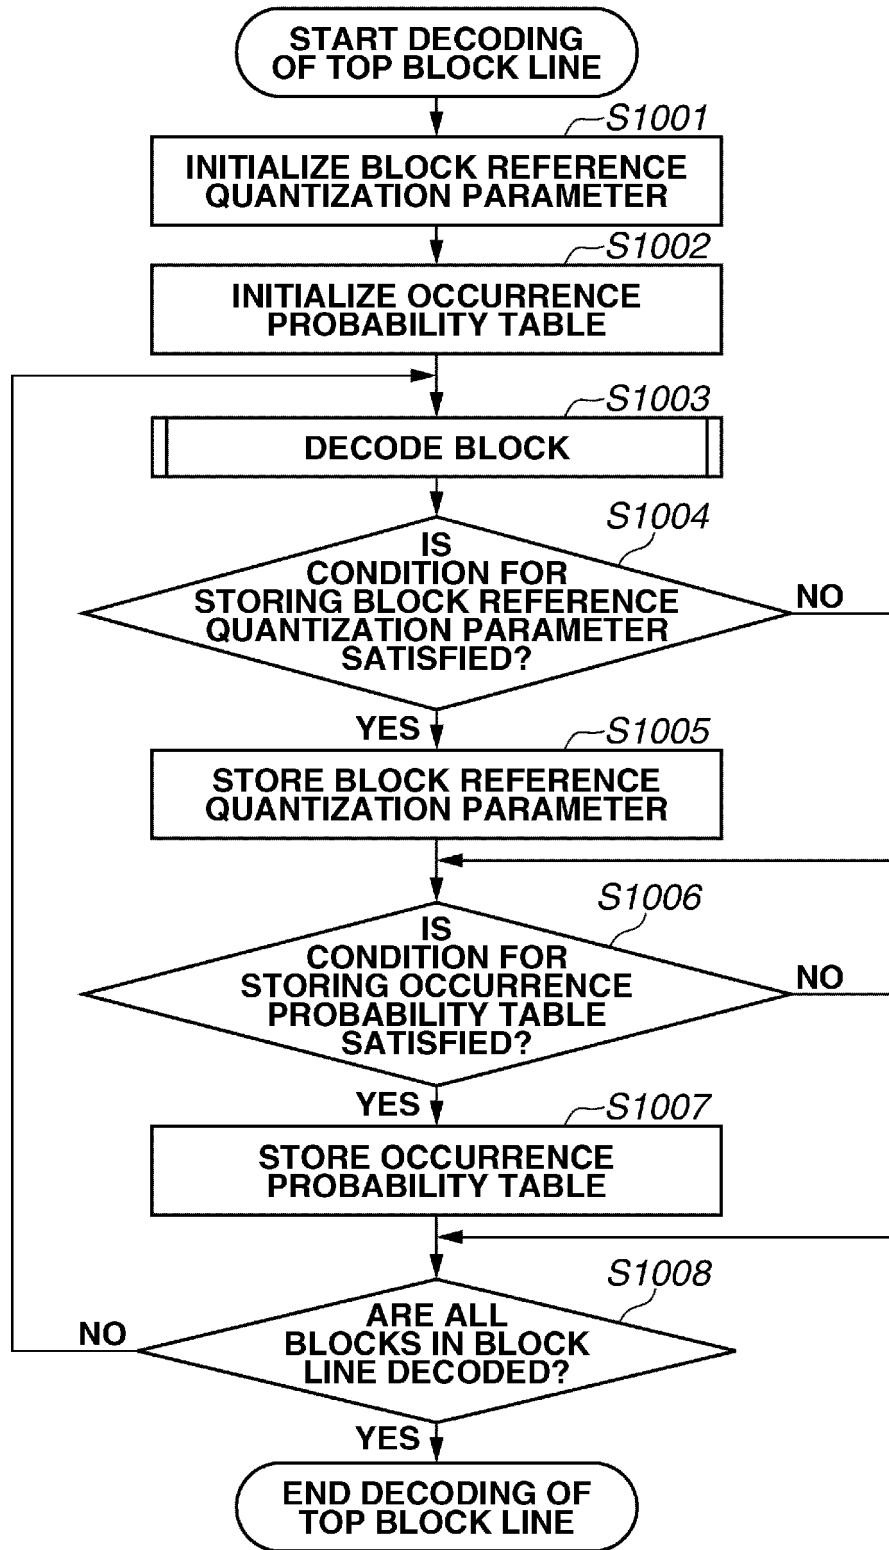 START DECODING
OF TOP BLOCK LINE
S1001
INITIALIZE BLOCK REFERENCE
QUANTIZATION PARAMETER
S1002
INITIALIZE OCCURRENCE
PROBABILITY TABLE
S1003
DECODE BLOCK
S1004
IS
CONDITION FOR
STORING BLOCK REFERENCE
QUANTIZATION PARAMETER
SATISFIED?
NO
YES
S1005
STORE BLOCK REFERENCE
QUANTIZATION PARAMETER
S1006
IS
CONDITION FOR
STORING OCCURRENCE
PROBABILITY TABLE
SATISFIED?
NO
YES
S1007
STORE OCCURRENCE
PROBABILITY TABLE
S1008
ARE ALL
BLOCKS IN BLOCK
LINE DECODED?
NO
YES
END DECODING OF
TOP BLOCK LINE